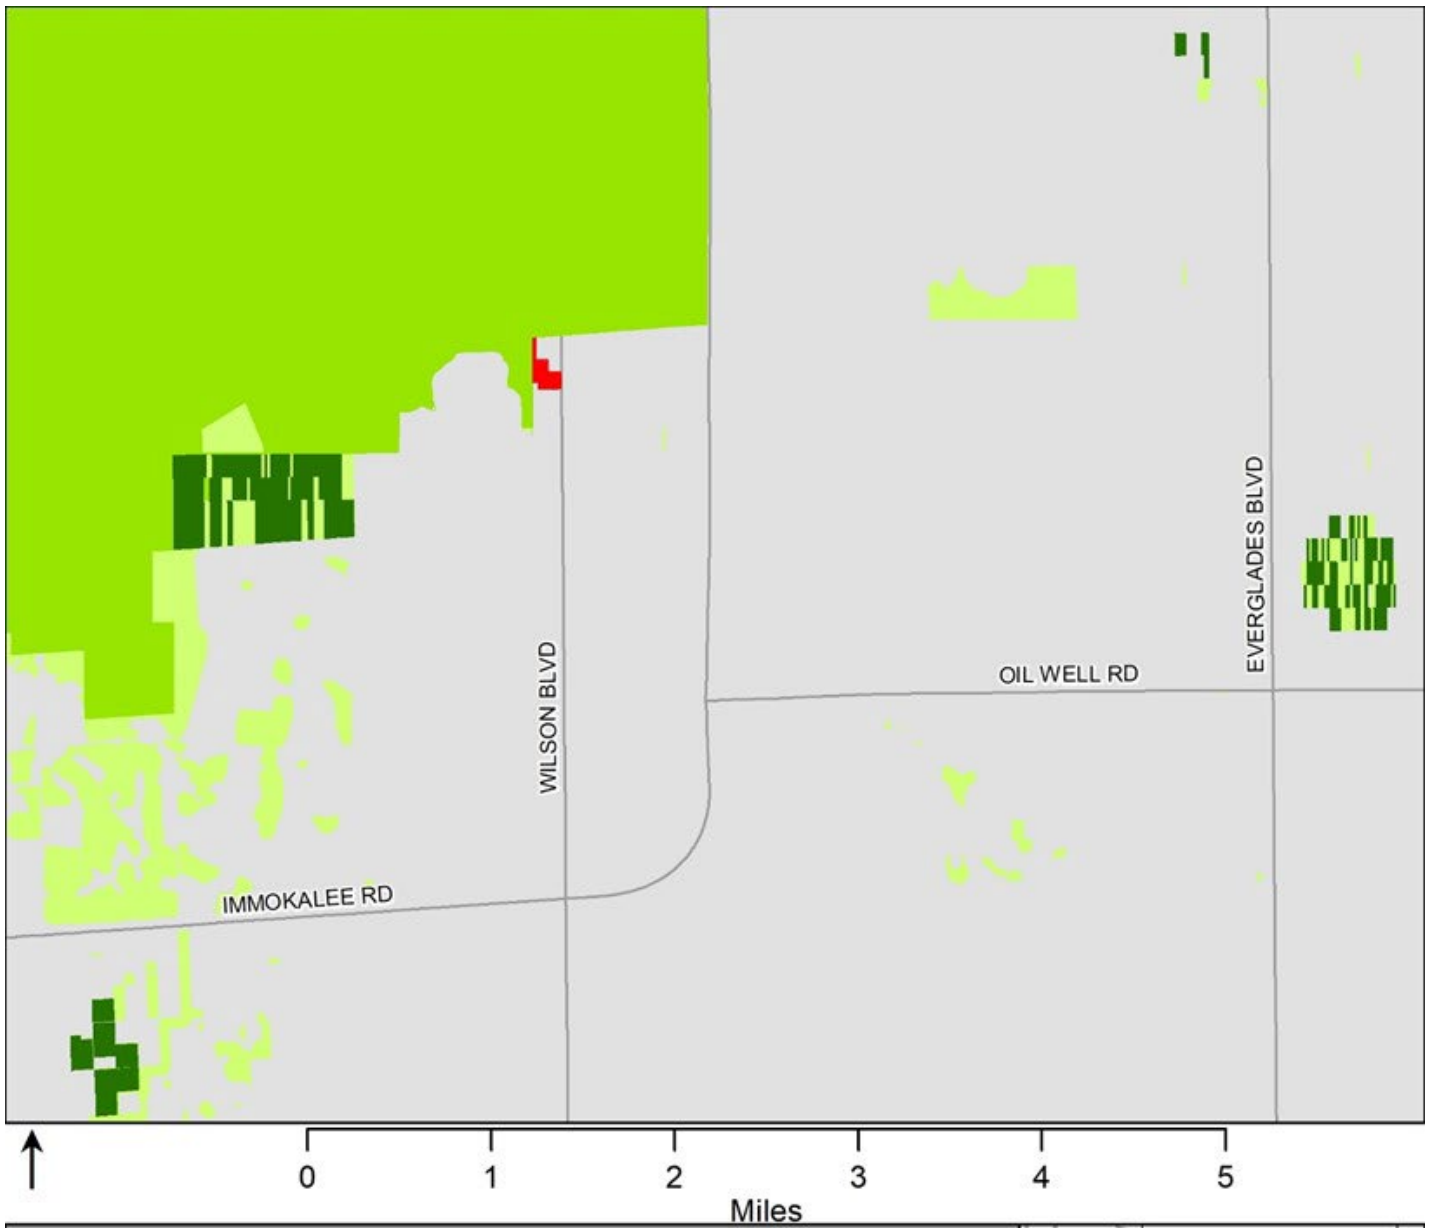 EVERGLADES BLVD
WILSON BLVD
OIL WELL RD
IMMOKALEE RD
0 1 2 3 4 5
Miles